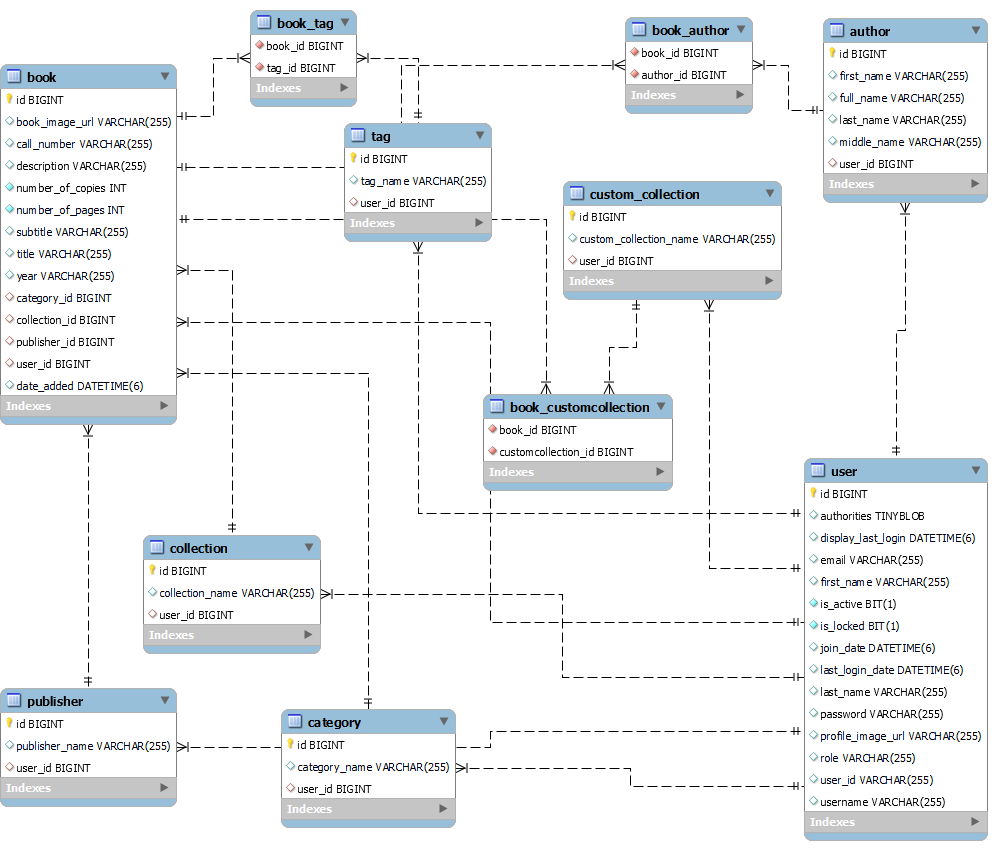 book_tag
book_id BIGINT
tag_id BIGINT
Indexes
book_author
book_id BIGINT
author_id BIGINT
Indexes
author
id BIGINT
first_name VARCHAR(255)
full_name VARCHAR(255)
last_name VARCHAR(255)
middle_name VARCHAR(255)
user_id BIGINT
Indexes
book
id BIGINT
book_image_url VARCHAR(255)
call_number VARCHAR(255)
description VARCHAR(255)
number_of_copies INT
number_of_pages INT
subtitle VARCHAR(255)
title VARCHAR(255)
year VARCHAR(255)
category_id BIGINT
collection_id BIGINT
publisher_id BIGINT
user_id BIGINT
date_added DATETIME(6)
Indexes
tag
id BIGINT
tag_name VARCHAR(255)
user_id BIGINT
Indexes
custom_collection
id BIGINT
custom_collection_name VARCHAR(255)
user_id BIGINT
Indexes
book_customcollection
book_id BIGINT
customcollection_id BIGINT
Indexes
user
id BIGINT
authorities TINYBLOB
display_last_login DATETIME(6)
email VARCHAR(255)
first_name VARCHAR(255)
is_active BIT(1)
is_locked BIT(1)
join_date DATETIME(6)
last_login_date DATETIME(6)
last_name VARCHAR(255)
password VARCHAR(255)
profile_image_url VARCHAR(255)
role VARCHAR(255)
user_id VARCHAR(255)
username VARCHAR(255)
Indexes
collection
id BIGINT
collection_name VARCHAR(255)
user_id BIGINT
Indexes
publisher
id BIGINT
publisher_name VARCHAR(255)
user_id BIGINT
Indexes
category
id BIGINT
category_name VARCHAR(255)
user_id BIGINT
Indexes